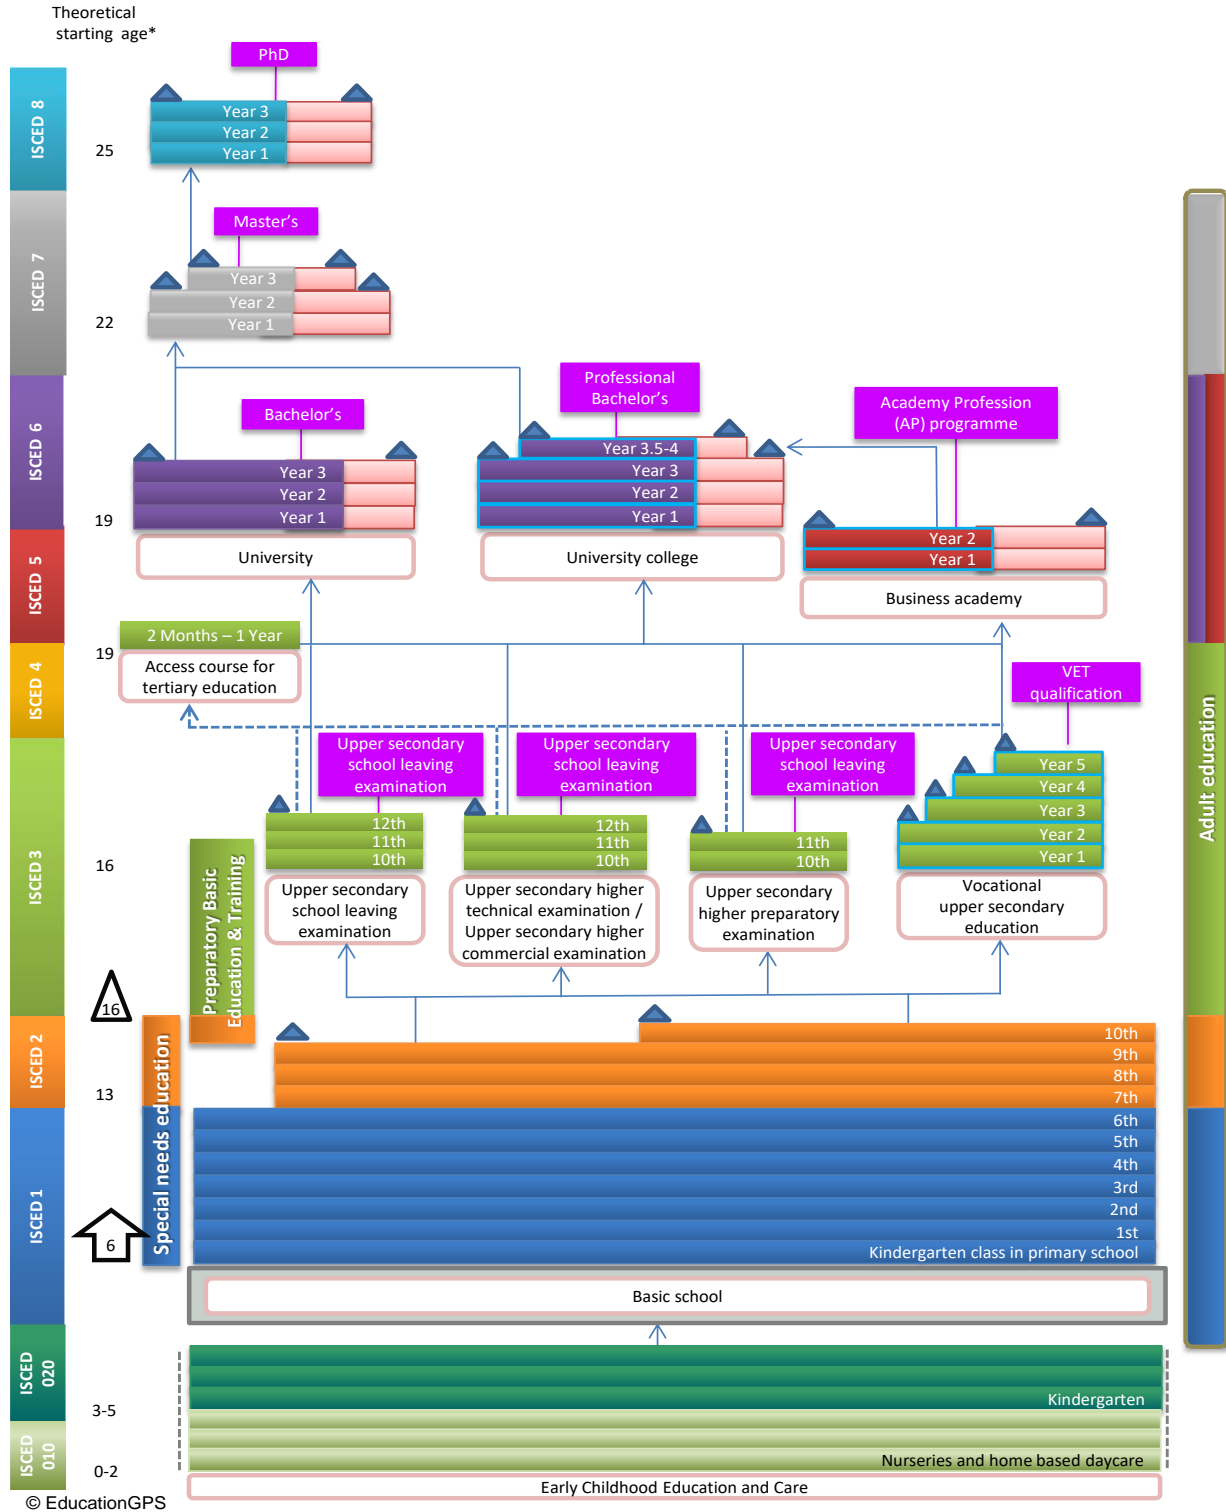 Theoretical
starting age*
PhD
ISCED 8
Year 3
Year 2
Year 1
25
Master's
ISCED 7
Year 3
Year 2
Year 1
22
Professional
Bachelor's
Bachelor's
Academy Profession
(AP) programme
ISCED 6
Year 3.5-4
Year 3
Year 2
Year 1
Year 3
Year 2
Year 1
19
Year 2
Year 1
University
University college
Business academy
ISCED 5
2 Months – 1 Year
19
Access course for
tertiary education
ISCED 4
VET
qualification
Upper secondary
school leaving
examination
Upper secondary
school leaving
examination
Upper secondary
school leaving
examination
Year 5
Year 4
Year 3
Year 2
Year 1
12th
11th
10th
12th
11th
10th
11th
10th
16
ISCED 3
Preparatory Basic
Education & Training
Upper secondary
school leaving
examination
Upper secondary higher
technical examination /
Upper secondary higher
commercial examination
Upper secondary
higher preparatory
examination
Vocational
upper secondary
education
Adult education
16
ISCED 2
10th
9th
8th
7th
13
Special needs education
6th
5th
4th
3rd
2nd
1st
Kindergarten class in primary school
ISCED 1
6
Basic school
ISCED
020
Kindergarten
3-5
ISCED
010
Nurseries and home based daycare
0-2
Early Childhood Education and Care
© EducationGPS